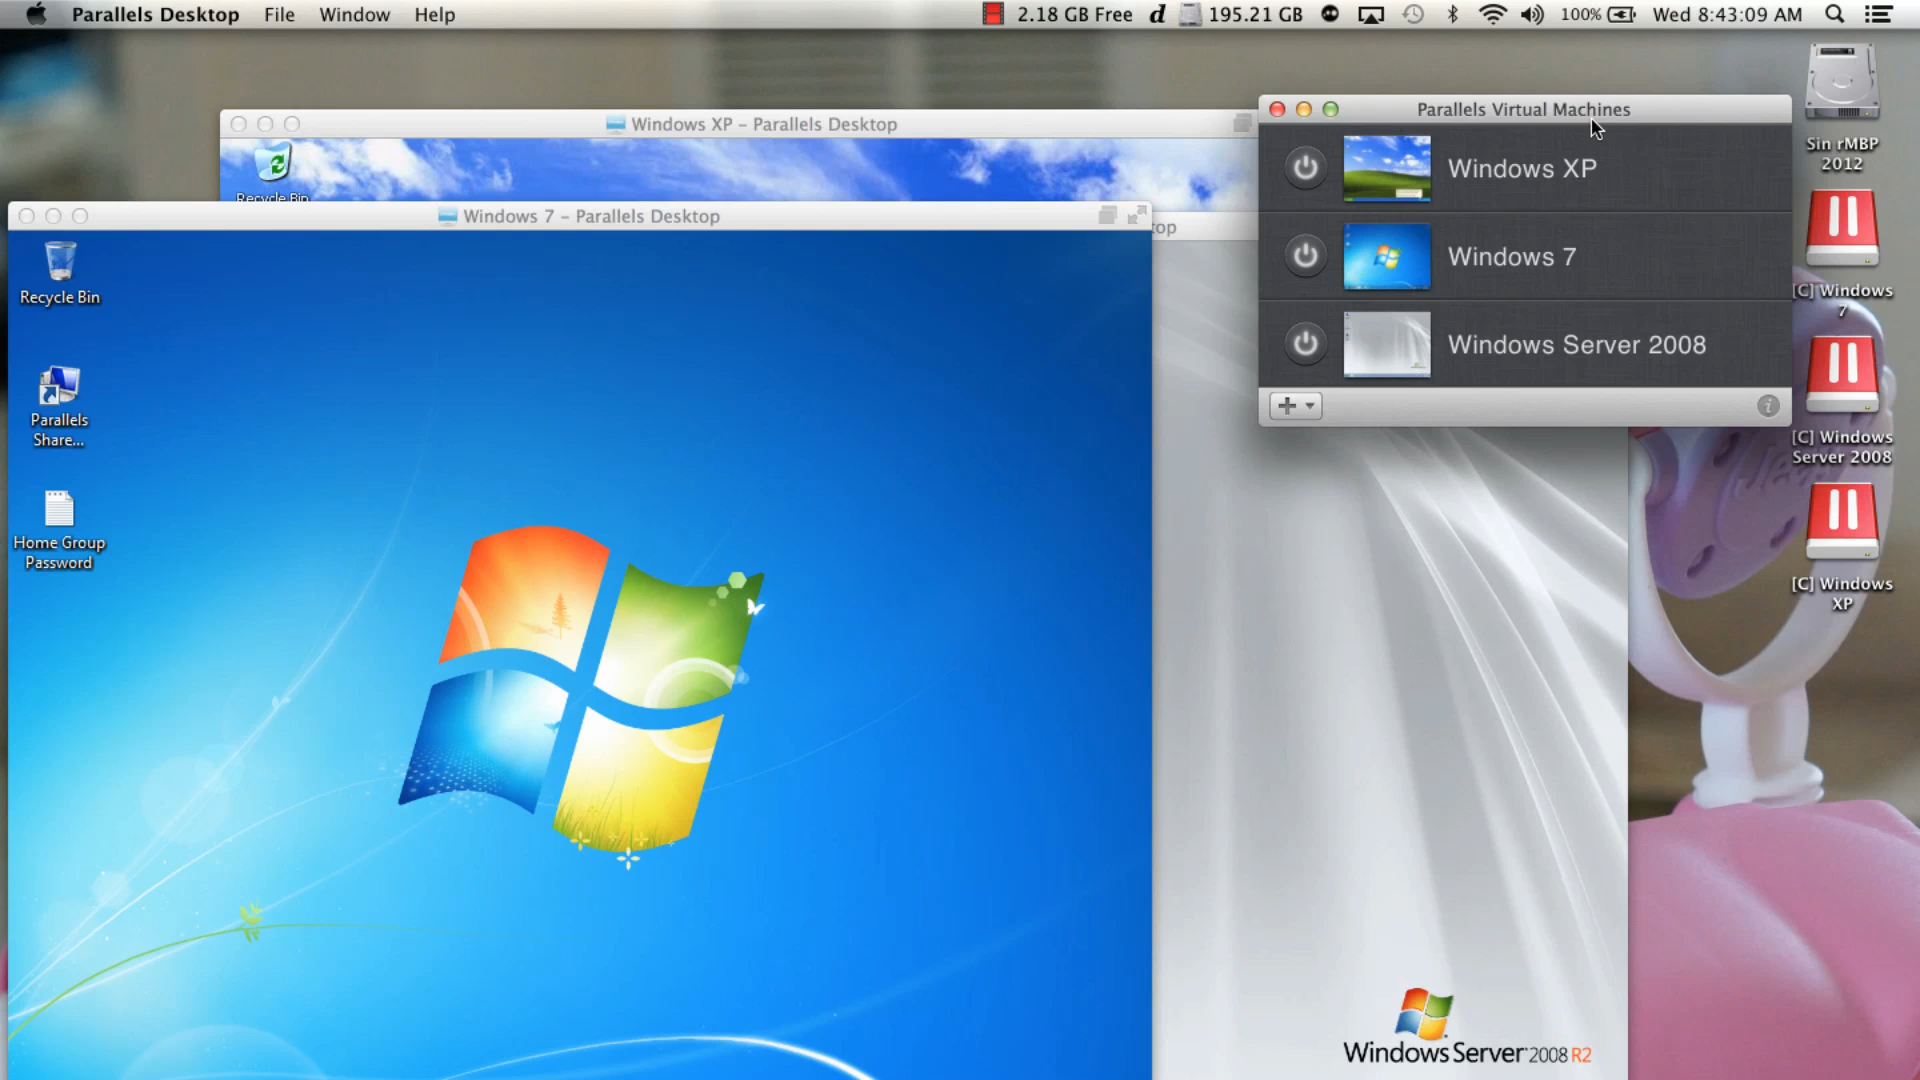 Parallels Desktop File Window Help 2.18 GB Free d 195.21 GB 100% Wed 8:43:09 AM
Windows XP - Parallels Desktop
Recycle Bin
Windows 7 - Parallels Desktop
top
Recycle Bin
Parallels
Share...
Home Group
Password
Parallels Virtual Machines
Windows XP
Windows 7
Windows Server 2008
Sin rMBP
2012
[C] Windows
7
[C] Windows
Server 2008
[C] Windows
XP
Windows Server 2008 R2